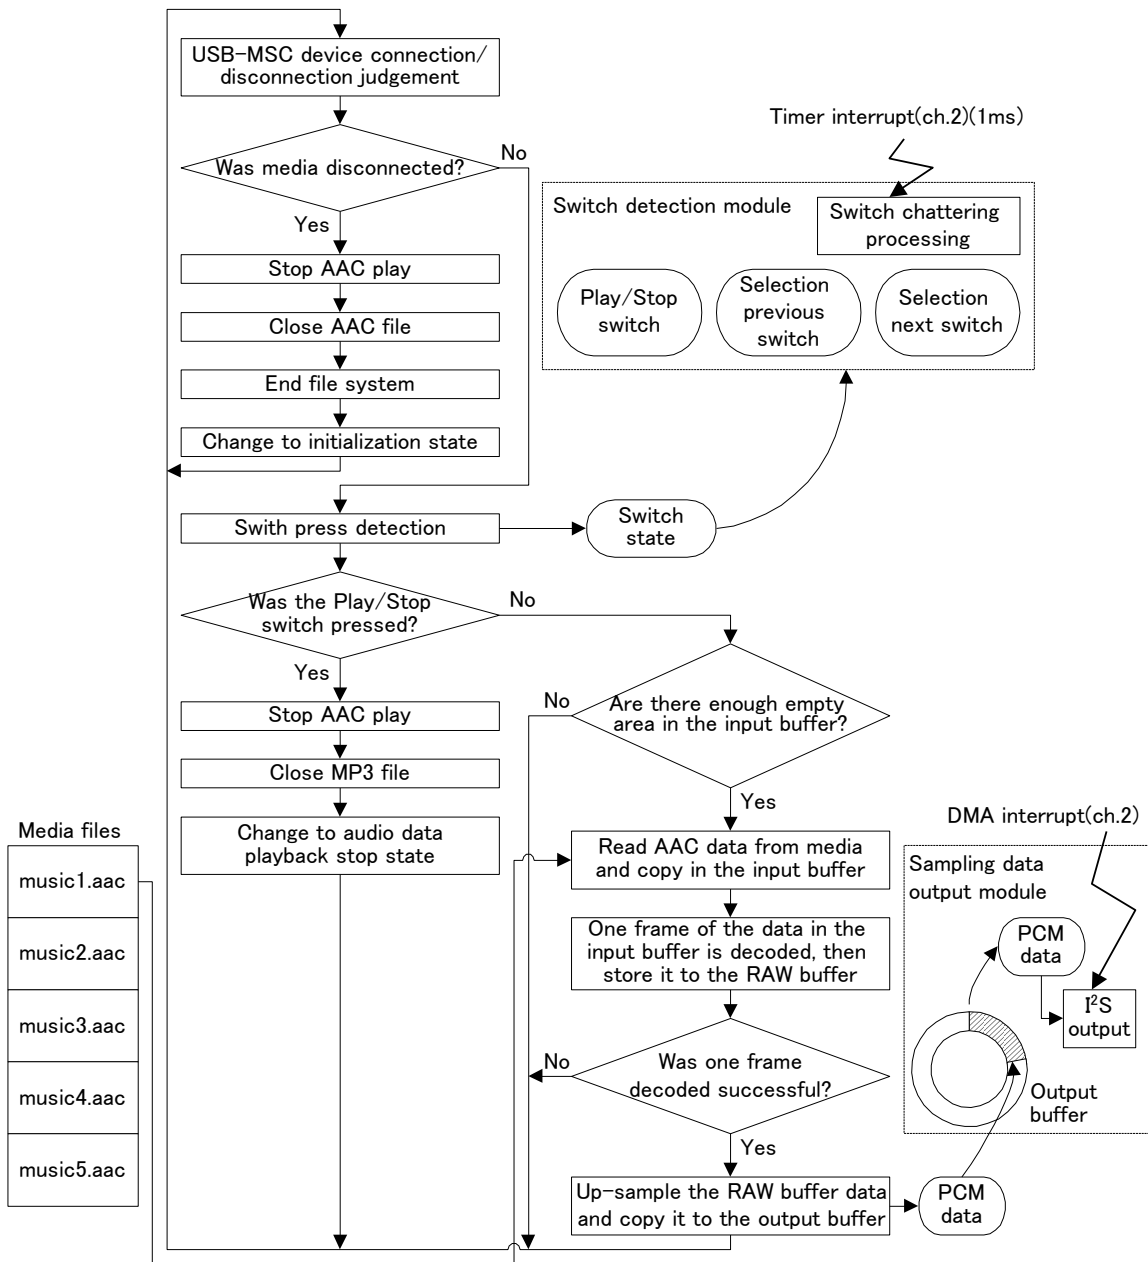 USB-MSC device connection/
disconnection judgement
Was media disconnected?
No
Yes
Stop AAC play
Close AAC file
End file system
Change to initialization state
Timer interrupt(ch.2)(1ms)
Switch detection module
Switch chattering
processing
Play/Stop
switch
Selection
previous
switch
Selection
next switch
Swith press detection
Switch
state
Was the Play/Stop
switch pressed?
No
Yes
Stop AAC play
Close MP3 file
Change to audio data
playback stop state
Are there enough empty
area in the input buffer?
No
Yes
Read AAC data from media
and copy in the input buffer
One frame of the data in the
input buffer is decoded, then
store it to the RAW buffer
Was one frame
decoded successful?
No
Yes
Up-sample the RAW buffer data
and copy it to the output buffer
PCM
data
DMA interrupt(ch.2)
Sampling data
output module
PCM
data
I²S
output
Output
buffer
Media files
music1.aac
music2.aac
music3.aac
music4.aac
music5.aac